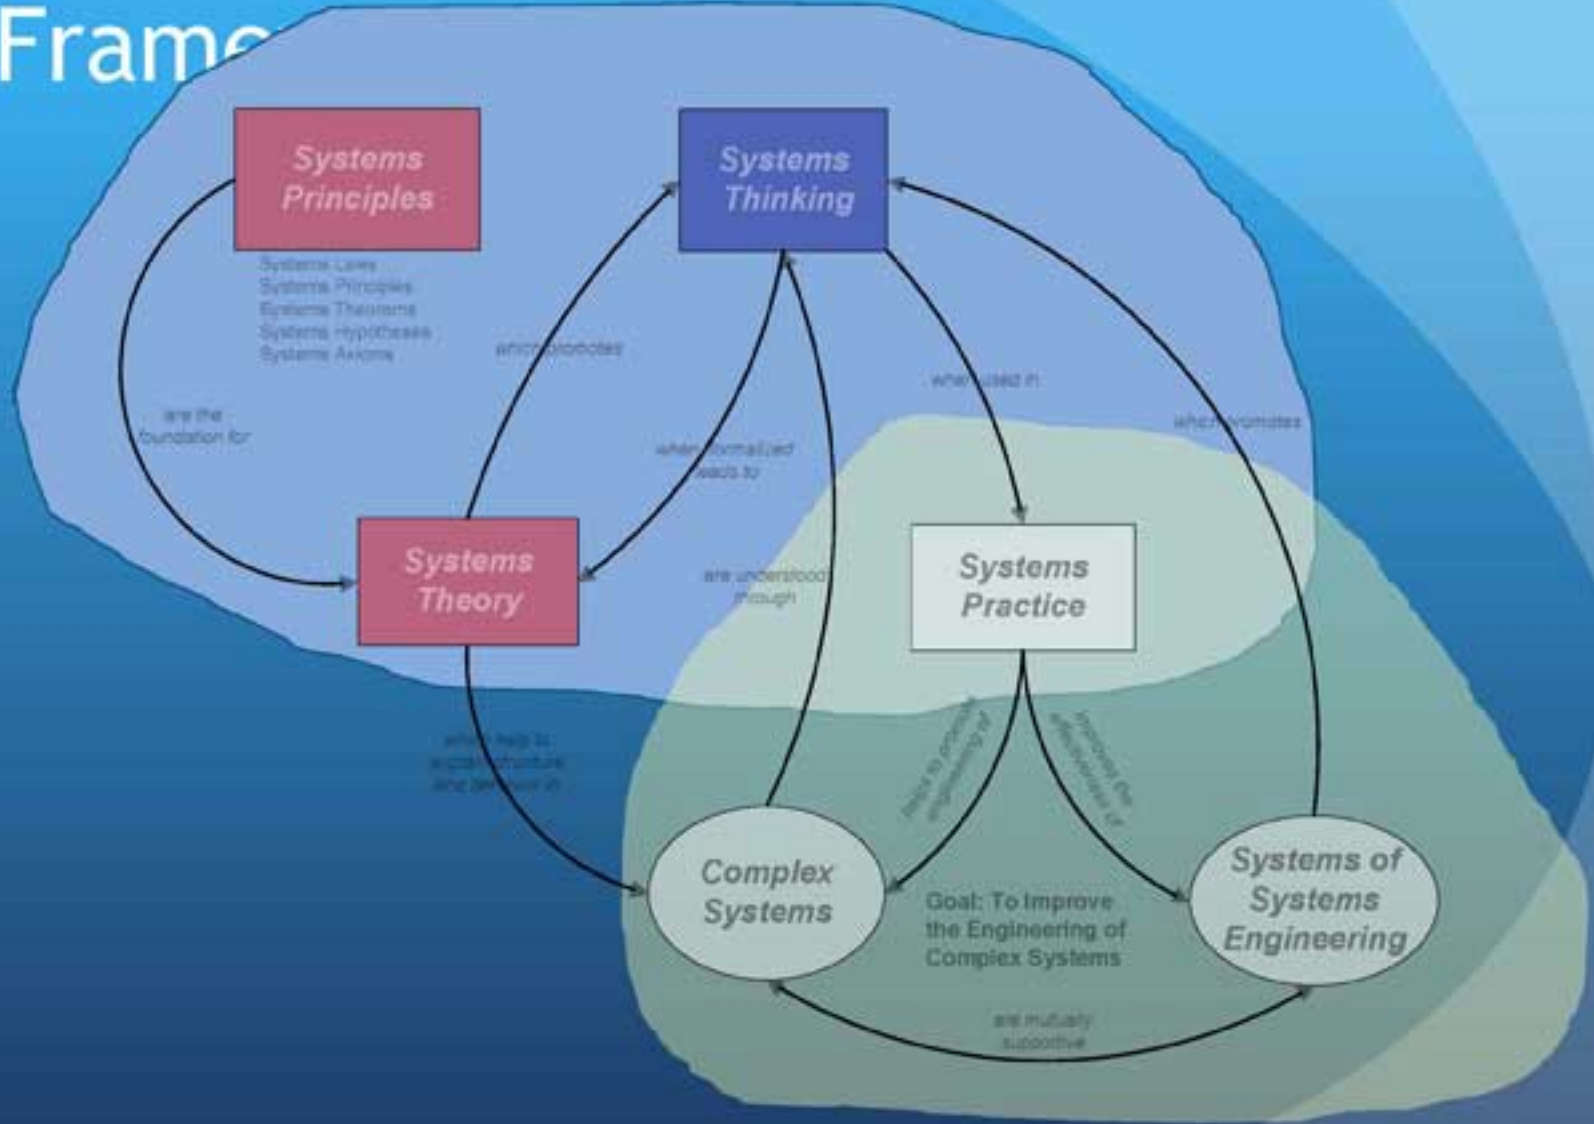 Frame
Systems
Principles
Systems Laws
Systems Principles
Systems Theorems
Systems Hypotheses
Systems Axioms
Systems
Thinking
which promotes
when used in
which promotes
are the
foundation for
when formalized
leads to
Systems
Theory
are understood
through
Systems
Practice
which help to
explain structure
and behavior in
helps to promote
engineering of
improves the
effectiveness of
Complex
Systems
Goal: To Improve
the Engineering of
Complex Systems
Systems of
Systems
Engineering
are mutually
supportive